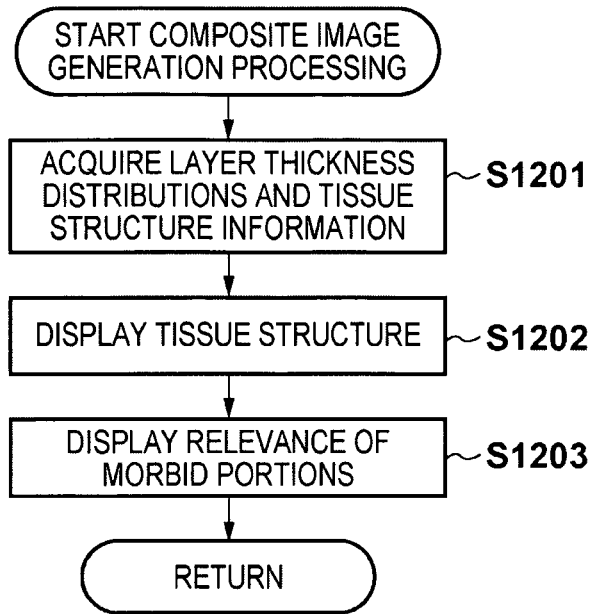 START COMPOSITE IMAGE
GENERATION PROCESSING
ACQUIRE LAYER THICKNESS
DISTRIBUTIONS AND TISSUE
STRUCTURE INFORMATION
S1201
DISPLAY TISSUE STRUCTURE
S1202
DISPLAY RELEVANCE OF
MORBID PORTIONS
S1203
RETURN